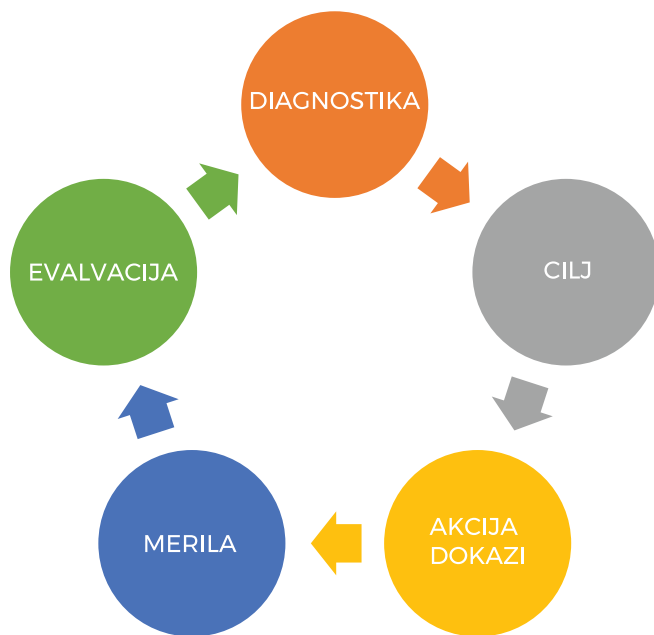 DIAGNOSTIKA
CILJ
AKCIJA
DOKAZI
MERILA
EVALVACIJA